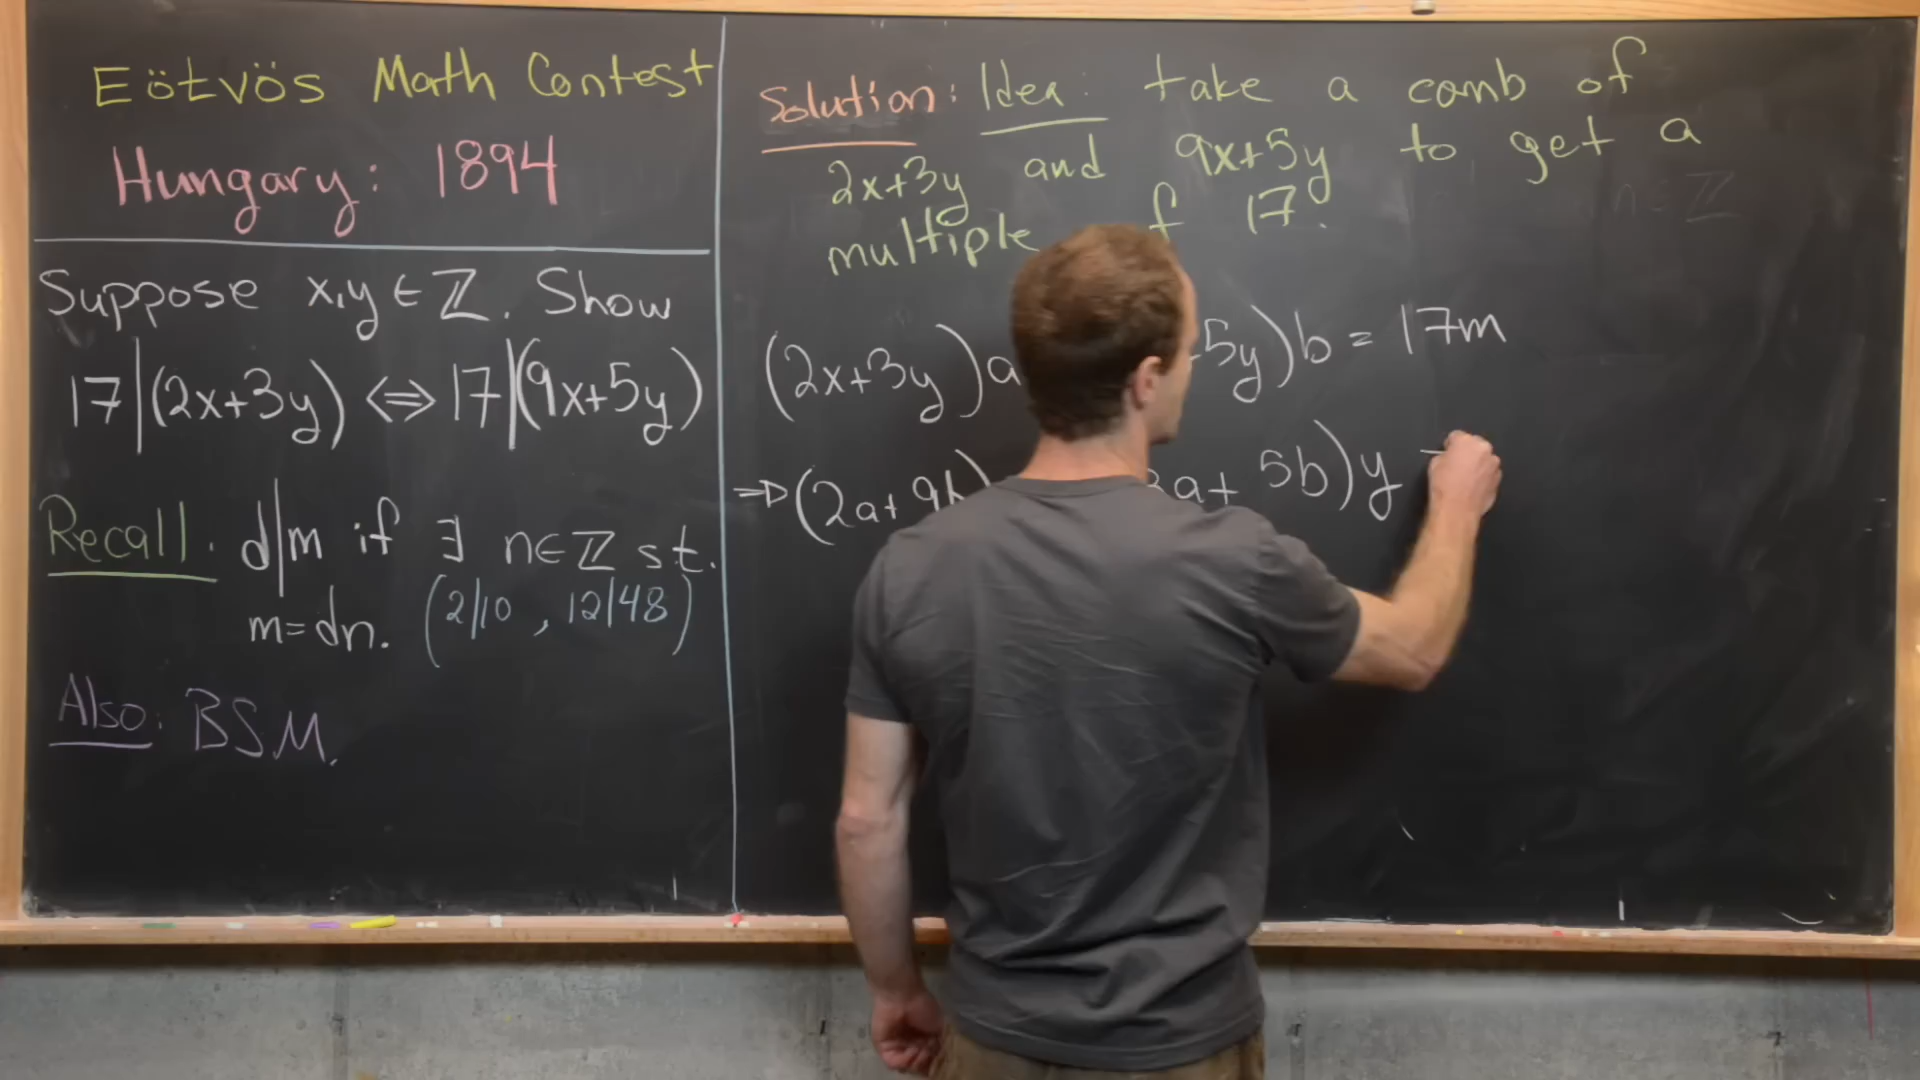 Eötvös Math Contest
Hungary: 1894
Suppose x,y ∈ ℤ. Show
17|(2x+3y) ⟺ 17|(9x+5y)
Recall: d|m if ∃ n∈ℤ s.t.
m=dn. (2|10, 12|48)
Also: BSM.
Solution: Idea: take a comb of
2x+3y and 9x+5y to get a
multiple f 17.
(2x+3y)a 5y)b = 17m
⇒ (2a+9b) 3a+5b)y
n∈ℤ